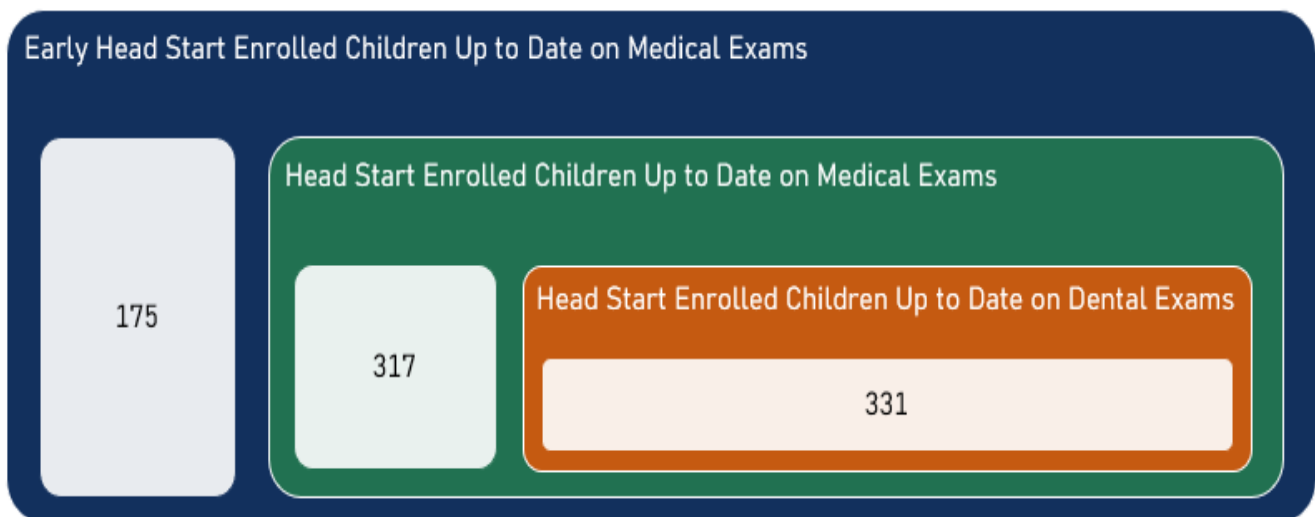 Early Head Start Enrolled Children Up to Date on Medical Exams
175
Head Start Enrolled Children Up to Date on Medical Exams
317
Head Start Enrolled Children Up to Date on Dental Exams
331